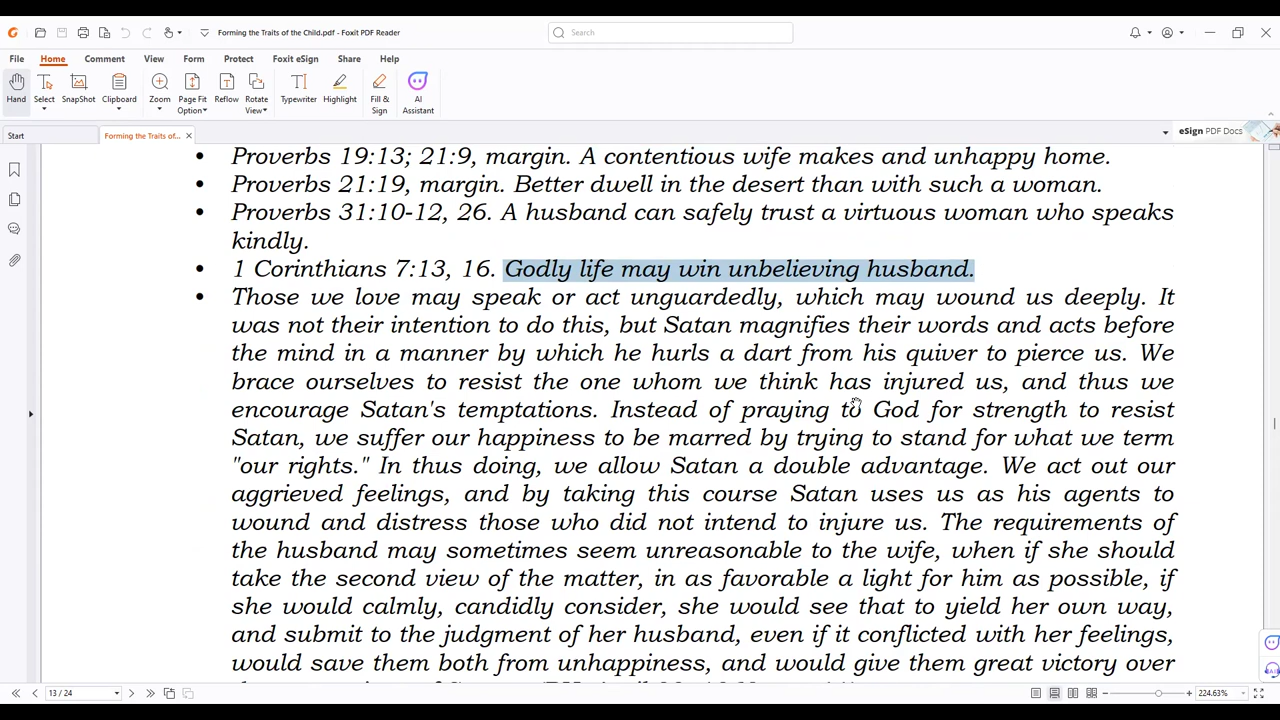 Forming the Traits of the Child.pdf - Foxit PDF Reader
Search
File Home Comment View Form Protect Foxit eSign Share Help
Hand Select SnapShot Clipboard Zoom Page Fit Option Reflow Rotate View Typewriter Highlight Fill & Sign AI Assistant
Start Forming the Traits of... eSign PDF Docs
• Proverbs 19:13; 21:9, margin. A contentious wife makes and unhappy home.
• Proverbs 21:19, margin. Better dwell in the desert than with such a woman.
• Proverbs 31:10-12, 26. A husband can safely trust a virtuous woman who speaks
kindly.
• 1 Corinthians 7:13, 16. Godly life may win unbelieving husband.
• Those we love may speak or act unguardedly, which may wound us deeply. It
was not their intention to do this, but Satan magnifies their words and acts before
the mind in a manner by which he hurls a dart from his quiver to pierce us. We
brace ourselves to resist the one whom we think has injured us, and thus we
encourage Satan's temptations. Instead of praying to God for strength to resist
Satan, we suffer our happiness to be marred by trying to stand for what we term
"our rights." In thus doing, we allow Satan a double advantage. We act out our
aggrieved feelings, and by taking this course Satan uses us as his agents to
wound and distress those who did not intend to injure us. The requirements of
the husband may sometimes seem unreasonable to the wife, when if she should
take the second view of the matter, in as favorable a light for him as possible, if
she would calmly, candidly consider, she would see that to yield her own way,
and submit to the judgment of her husband, even if it conflicted with her feelings,
would save them both from unhappiness, and would give them great victory over
13 / 24 224.63%